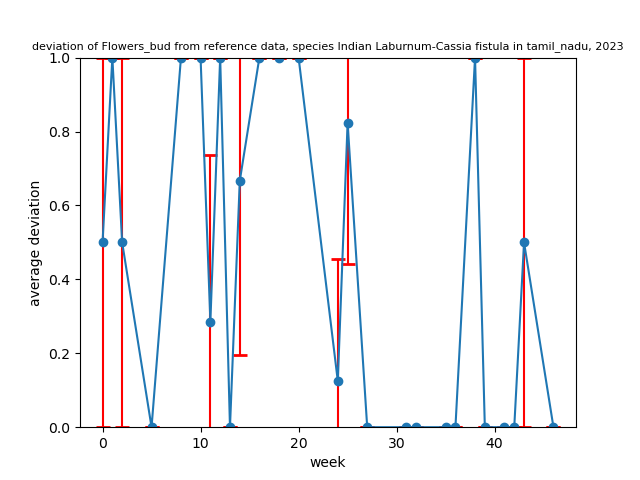 deviation of Flowers_bud from reference data, species Indian Laburnum-Cassia fistula in tamil_nadu, 2023
1.0
0.8
0.6
0.4
0.2
0.0
average deviation
0 10 20 30 40
week